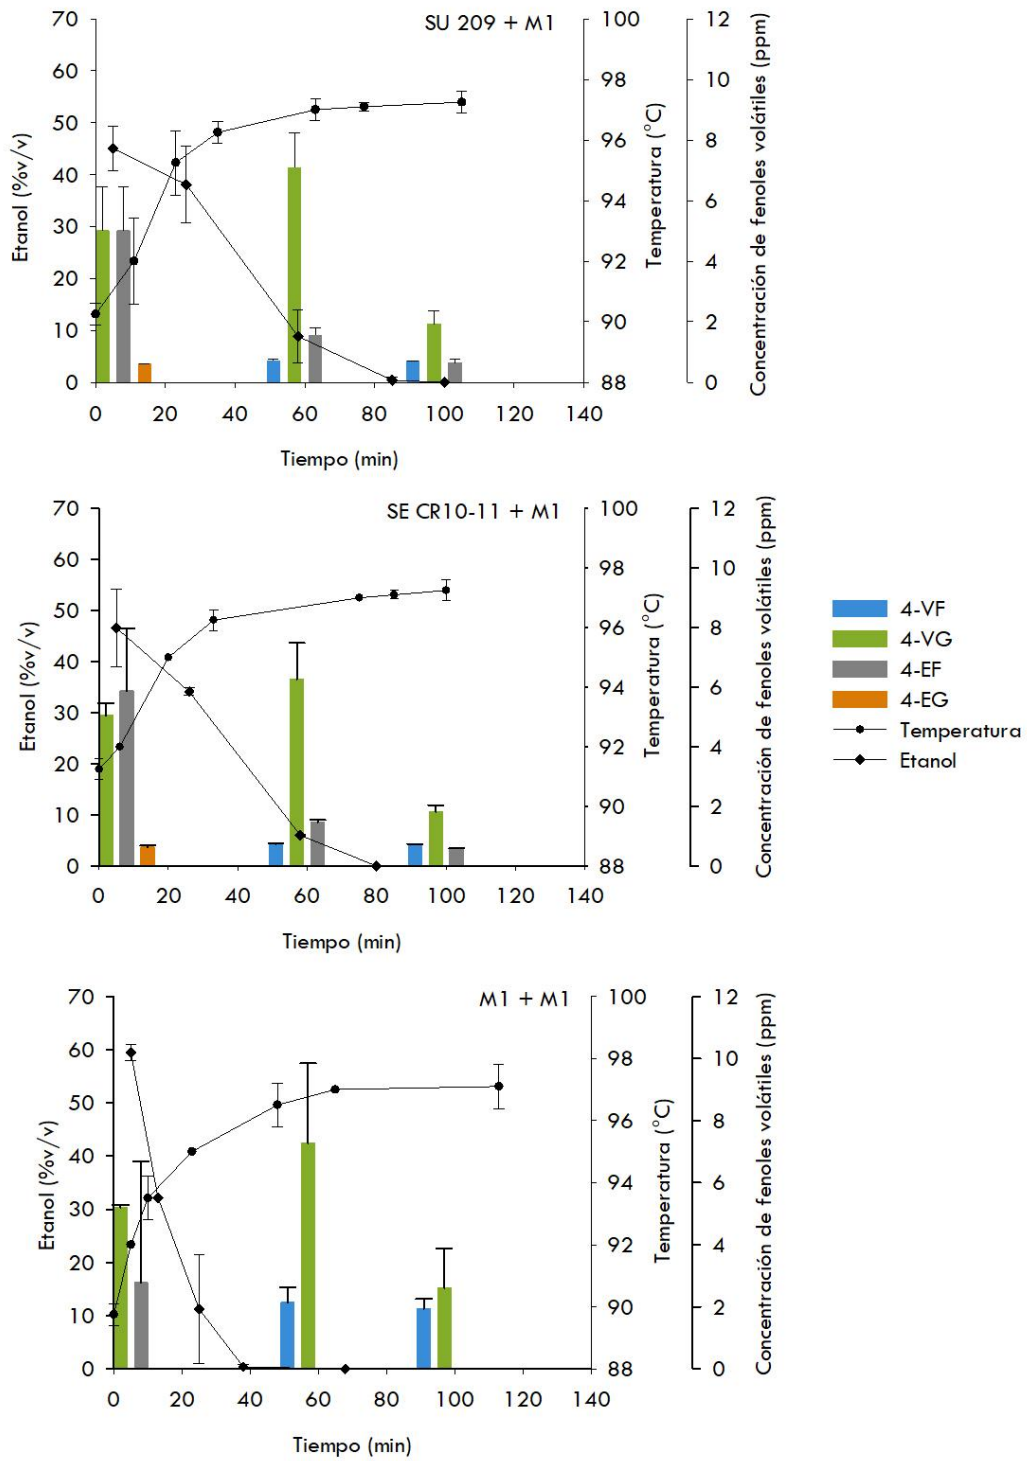 SU 209 + M1
70
60
50
40
30
20
10
0
Etanol (%v/v)
0 20 40 60 80 100 120 140
Tiempo (min)
100
98
96
94
92
90
88
Temperatura (°C)
12
10
8
6
4
2
0
Concentración de fenoles volátiles (ppm)
SE CR10-11 + M1
70
60
50
40
30
20
10
0
Etanol (%v/v)
0 20 40 60 80 100 120 140
Tiempo (min)
100
98
96
94
92
90
88
Temperatura (°C)
12
10
8
6
4
2
0
Concentración de fenoles volátiles (ppm)
4-VF
4-VG
4-EF
4-EG
Temperatura
Etanol
M1 + M1
70
60
50
40
30
20
10
0
Etanol (%v/v)
0 20 40 60 80 100 120 140
Tiempo (min)
100
98
96
94
92
90
88
Temperatura (°C)
12
10
8
6
4
2
0
Concentración de fenoles volátiles (ppm)